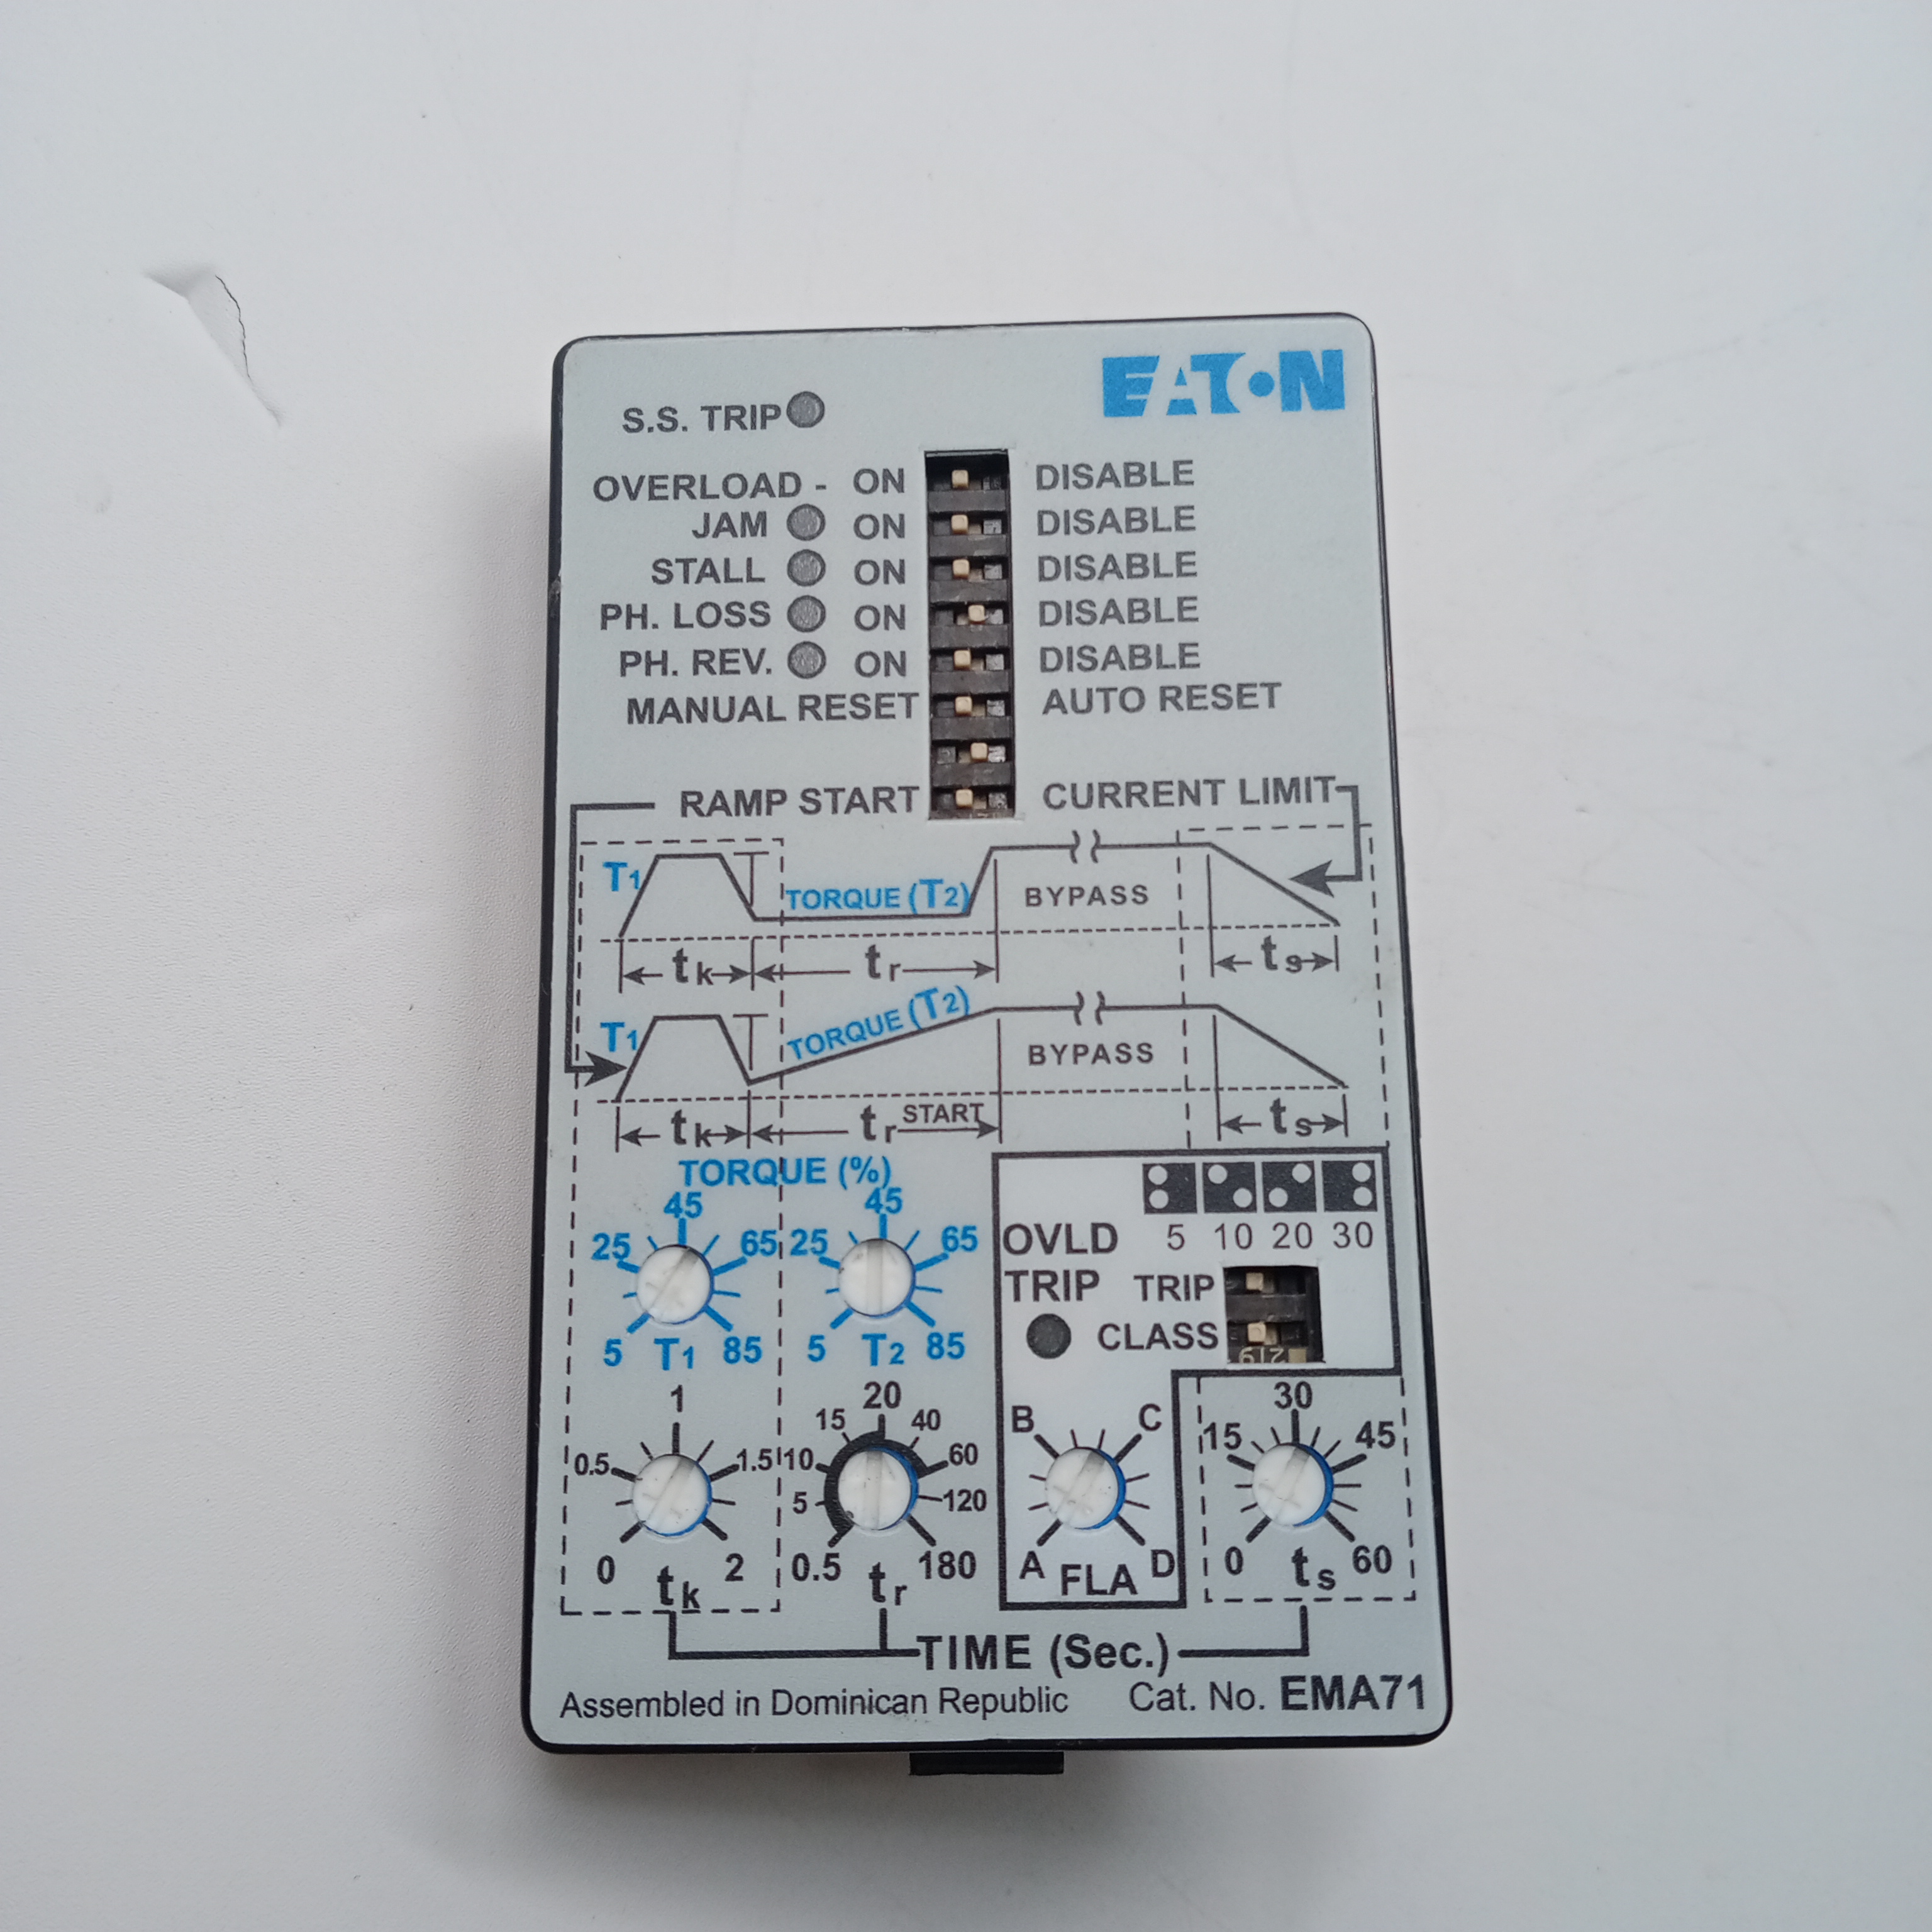 EATON
S.S. TRIP
OVERLOAD - ON DISABLE
JAM ON DISABLE
STALL ON DISABLE
PH. LOSS ON DISABLE
PH. REV. ON DISABLE
MANUAL RESET AUTO RESET
RAMP START CURRENT LIMIT
T1 TORQUE (T2) BYPASS
tk tr ts
T1 TORQUE (T2) BYPASS
tk tr START ts
TORQUE (%)
45 45
25 65 25 65
5 T1 85 5 T2 85
5 10 20 30
OVLD
TRIP TRIP
CLASS
1 20 30
15 40 B C 15 45
0.5 1.5 10 60
5 120
0 tk 2 0.5 tr 180 A FLA D 0 ts 60
TIME (Sec.)
Assembled in Dominican Republic Cat. No. EMA71